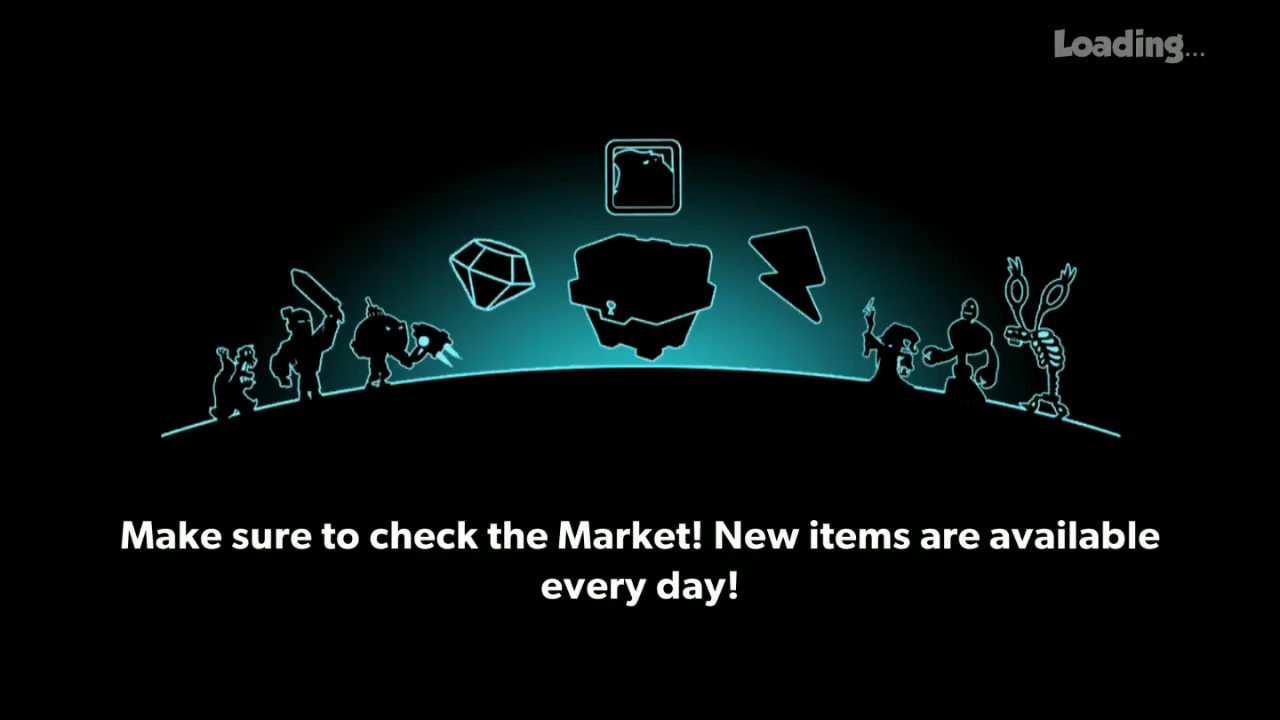 Loading...
Make sure to check the Market! New items are available
every day!